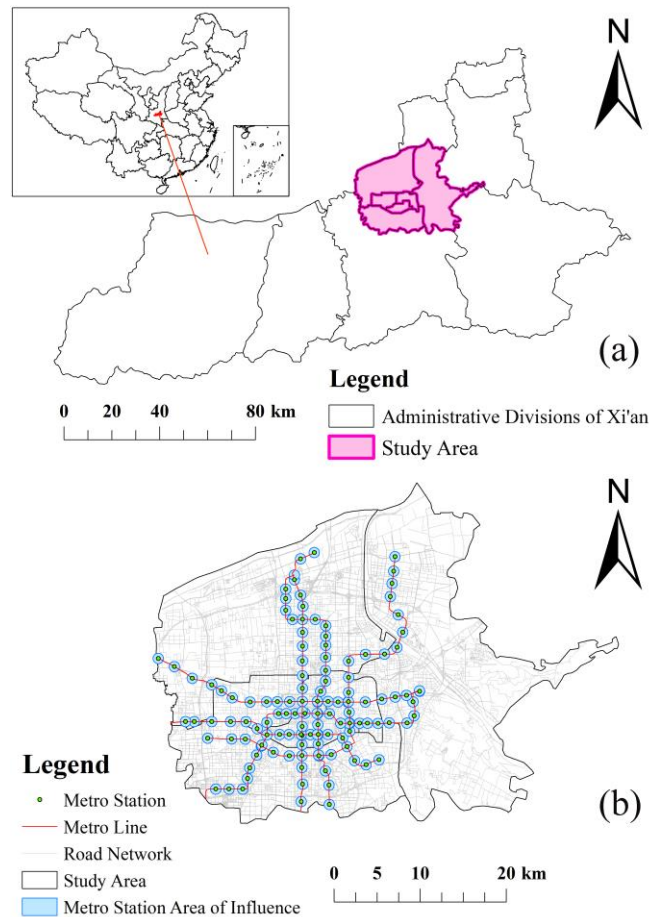 N
(a)
Legend
0 20 40 60 80 km
Administrative Divisions of Xi'an
Study Area
N
Legend
Metro Station
Metro Line
Road Network
Study Area
Metro Station Area of Influence
(b)
0 5 10 20 km